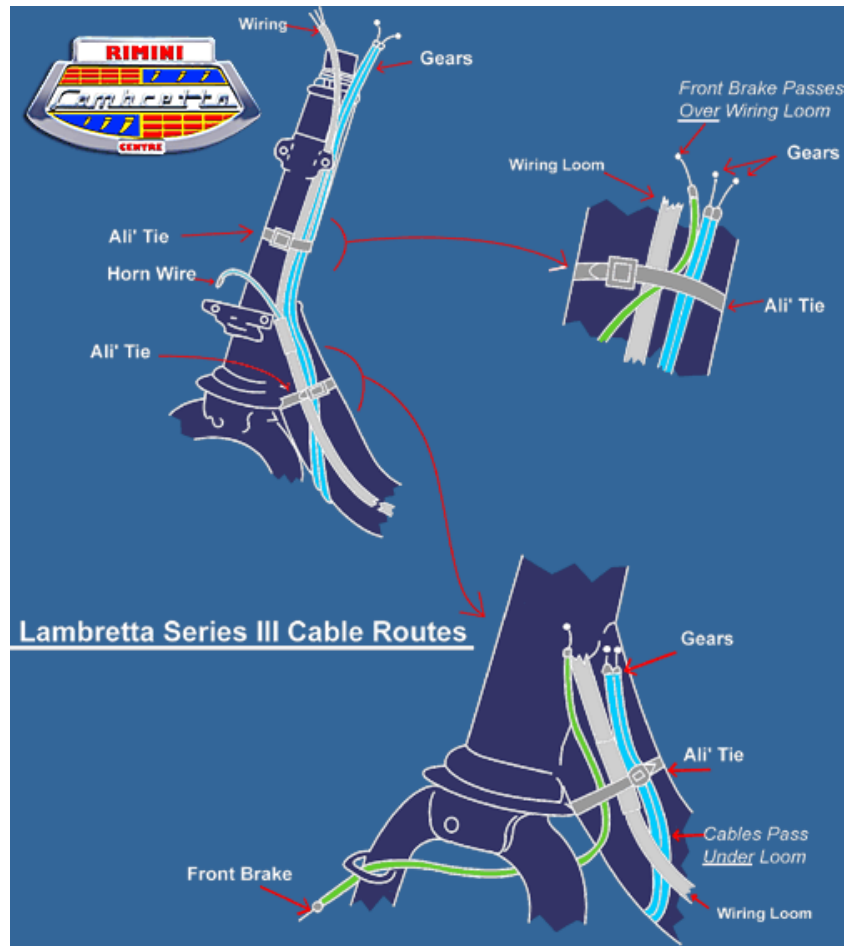 RIMINI
Lambretta
CENTRE
Wiring
Gears
Front Brake Passes
Over Wiring Loom
Wiring Loom
Gears
Ali' Tie
Horn Wire
Ali' Tie
Ali' Tie
Lambretta Series III Cable Routes
Gears
Ali' Tie
Cables Pass
Under Loom
Front Brake
Wiring Loom